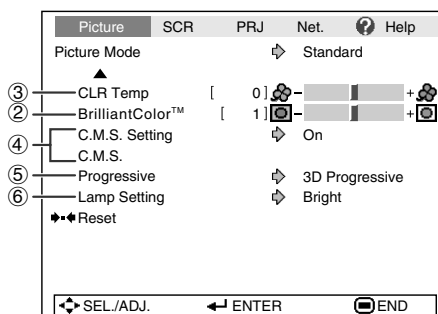 Picture SCR PRJ Net. ? Help
Picture Mode Standard
③ CLR Temp [ 0] − +
② BrilliantColor™ [ 1] − +
④ C.M.S. Setting On
C.M.S.
⑤ Progressive 3D Progressive
⑥ Lamp Setting Bright
Reset
SEL./ADJ. ENTER END